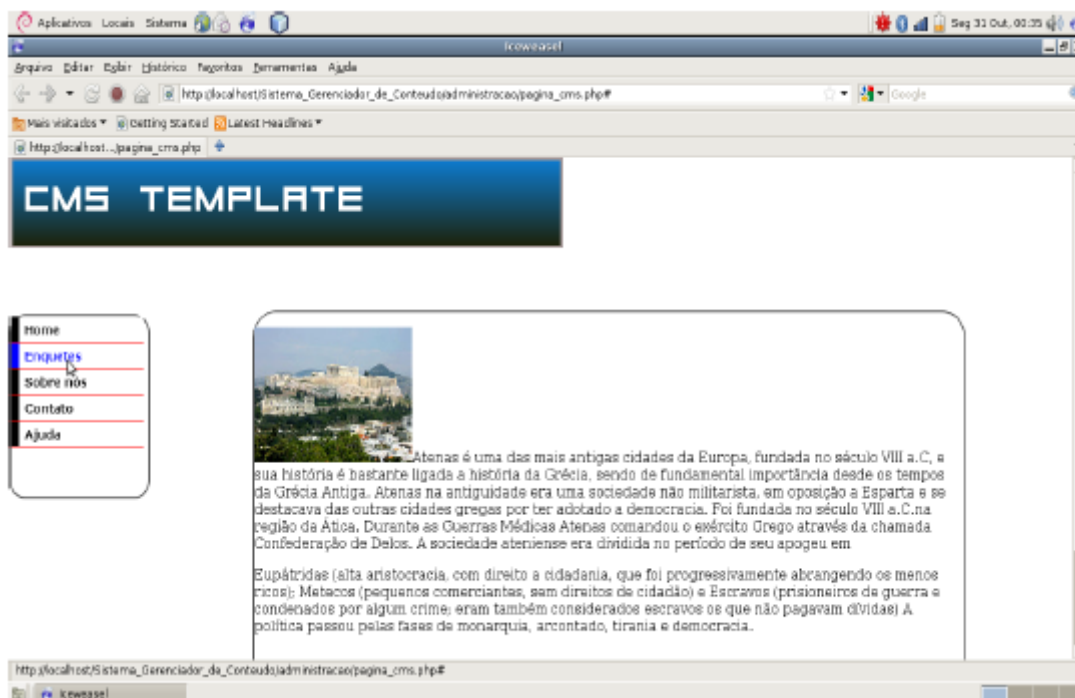 Aplicativos Locais Sistema
Seg 31 Out, 00:35
Iceweasel
Arquivo Editar Exibir Histórico Favoritos Ferramentas Ajuda
http://localhost/Sistema_Gerenciador_de_Conteudo/administracao/pagina_cms.php#
Google
Mais visitados Getting Started Latest Headlines
http://localhost.../pagina_cms.php
CMS TEMPLATE
Home
Enquetes
Sobre nós
Contato
Ajuda
Atenas é uma das mais antigas cidades da Europa, fundada no século VIII a.C, e
sua história é bastante ligada a história da Grécia, sendo de fundamental importância desde os tempos
da Grécia Antiga. Atenas na antiguidade era uma sociedade não militarista, em oposição a Esparta e se
destacava das outras cidades gregas por ter adotado a democracia. Foi fundada no século VIII a.C.na
região da Ática. Durante as Guerras Médicas Atenas comandou o exército Grego através da chamada
Confederação de Delos. A sociedade ateniense era dividida no período de seu apogeu em
Eupátridas (alta aristocracia, com direito a cidadania, que foi progressivamente abrangendo os menos
ricos); Metecos (pequenos comerciantes, sem direitos de cidadão) e Escravos (prisioneiros de guerra e
condenados por algum crime; eram também considerados escravos os que não pagavam dívidas) A
política passou pelas fases de monarquia, arcontado, tirania e democracia.
http://localhost/Sistema_Gerenciador_de_Conteudo/administracao/pagina_cms.php#
Iceweasel